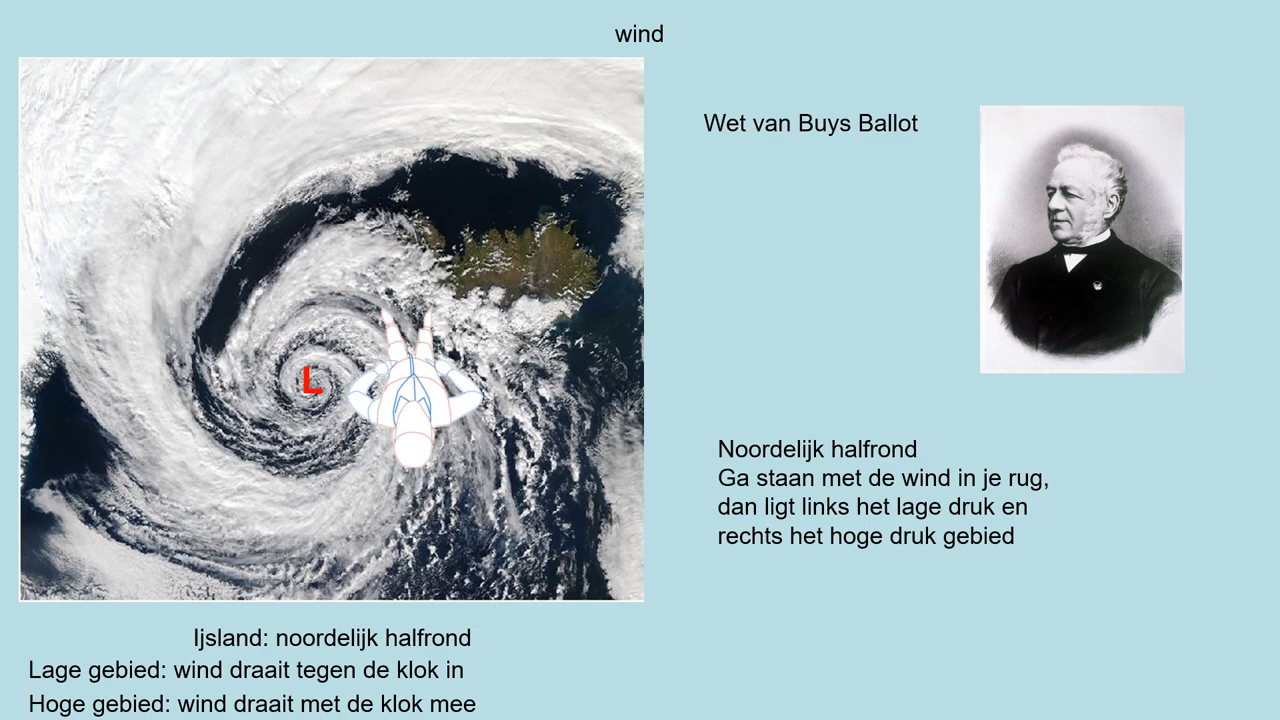 wind
Wet van Buys Ballot
L
Noordelijk halfrond
Ga staan met de wind in je rug,
dan ligt links het lage druk en
rechts het hoge druk gebied
Ijsland: noordelijk halfrond
Lage gebied: wind draait tegen de klok in
Hoge gebied: wind draait met de klok mee